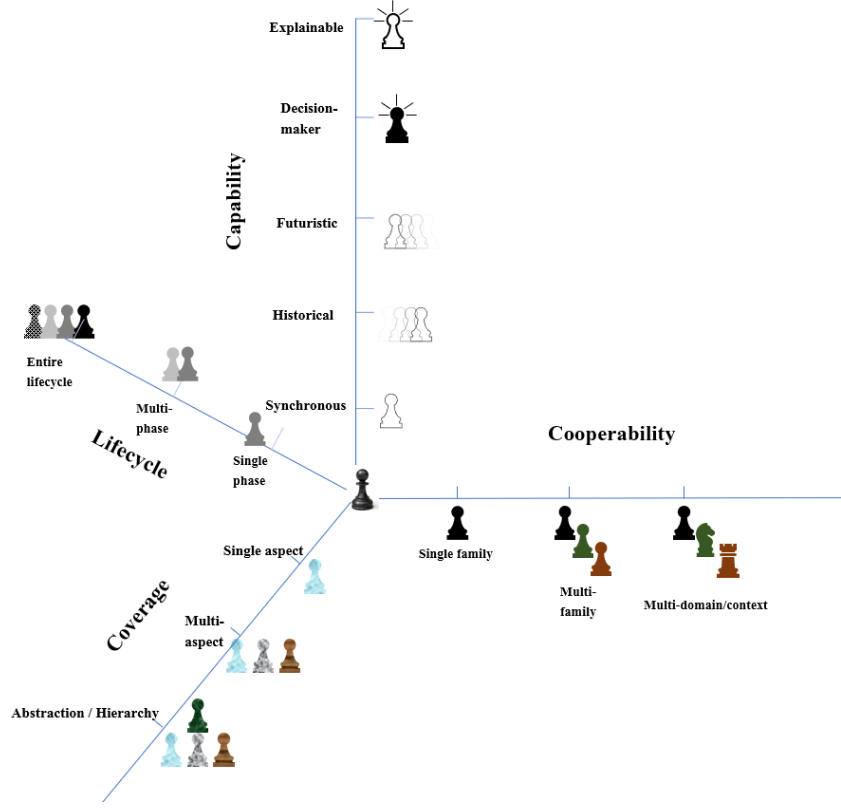 Explainable
Decision-
maker
Capability
Futuristic
Historical
Entire
lifecycle
Multi-
phase
Synchronous
Lifecycle
Single
phase
Cooperability
Single family
Multi-
family
Multi-domain/context
Single aspect
Coverage
Multi-
aspect
Abstraction / Hierarchy